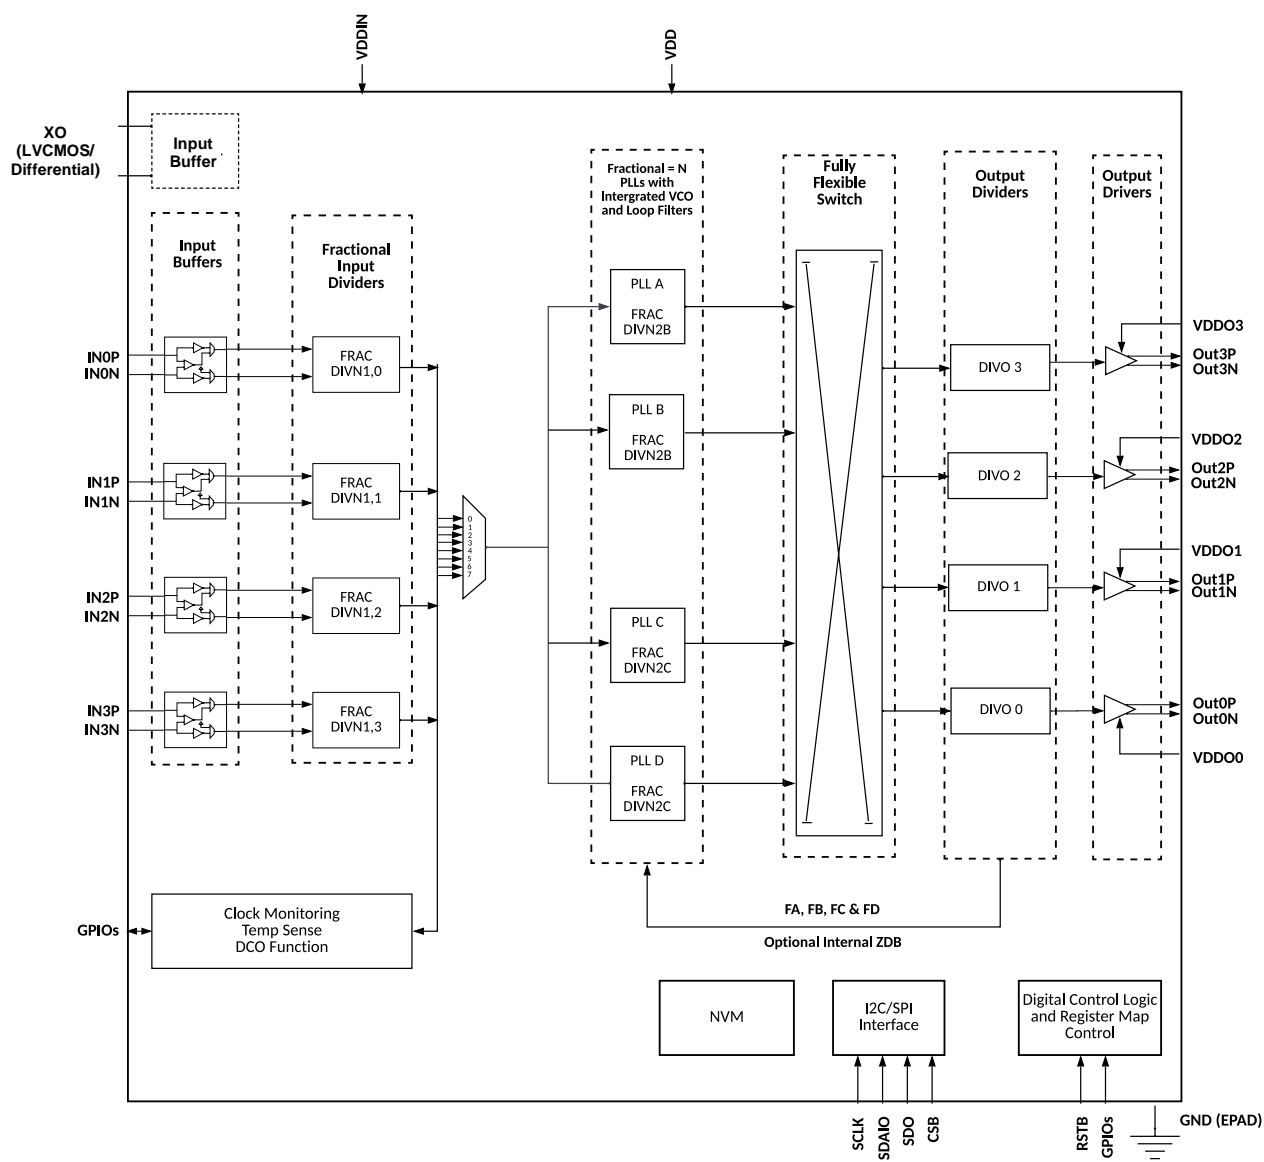 VDDIN
VDD
XO
(LVCMOS/
Differential)
Input
Buffer
Input
Buffers
Fractional
Input
Dividers
Fractional = N
PLLs with
Intergrated VCO
and Loop Filters
Fully
Flexible
Switch
Output
Dividers
Output
Drivers
IN0P
IN0N
FRAC
DIVN1,0
IN1P
IN1N
FRAC
DIVN1,1
IN2P
IN2N
FRAC
DIVN1,2
IN3P
IN3N
FRAC
DIVN1,3
0
1
2
3
4
5
6
7
PLL A
FRAC
DIVN2B
PLL B
FRAC
DIVN2B
PLL C
FRAC
DIVN2C
PLL D
FRAC
DIVN2C
DIVO 3
DIVO 2
DIVO 1
DIVO 0
VDDO3
Out3P
Out3N
VDDO2
Out2P
Out2N
VDDO1
Out1P
Out1N
Out0P
Out0N
VDDO0
GPIOs
Clock Monitoring
Temp Sense
DCO Function
FA, FB, FC & FD
Optional Internal ZDB
NVM
I2C/SPI
Interface
Digital Control Logic
and Register Map
Control
SCLK
SDAIO
SDO
CSB
RSTB
GPIOs
GND (EPAD)